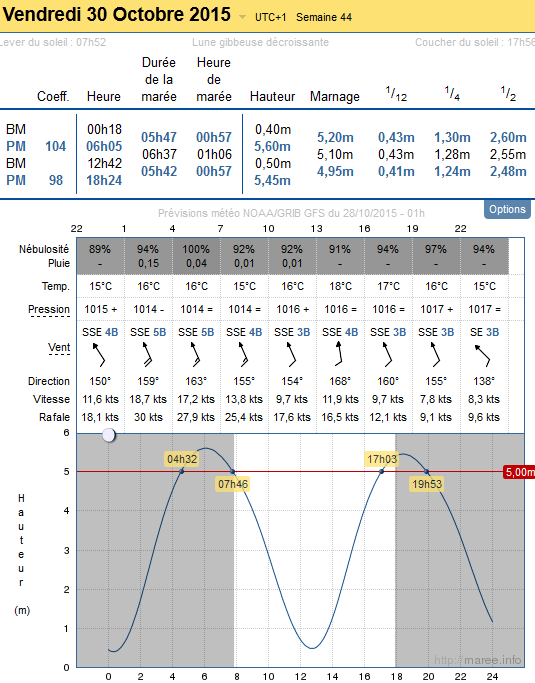 Vendredi 30 Octobre 2015 UTC+1 Semaine 44
Lever du soleil : 07h52 Lune gibbeuse décroissante Coucher du soleil : 17h56
Coeff. Heure Durée de la marée Heure de marée Hauteur Marnage 1/12 1/4 1/2
BM 00h18 0,40m
05h47 00h57 5,20m 0,43m 1,30m 2,60m
PM 104 06h05 5,60m
06h37 01h06 5,10m 0,43m 1,28m 2,55m
BM 12h42 0,50m
05h42 00h57 4,95m 0,41m 1,24m 2,48m
PM 98 18h24 5,45m
Prévisions météo NOAA/GRIB GFS du 28/10/2015 - 01h
Options
22 1 4 7 10 13 16 19 22
Nébulosité 89% 94% 100% 92% 92% 91% 94% 97% 94%
Pluie - 0,15 0,04 0,01 0,01 - - - -
Temp. 15°C 16°C 16°C 15°C 16°C 18°C 17°C 16°C 15°C
Pression 1015 + 1014 - 1014 = 1014 = 1016 + 1016 = 1016 = 1017 + 1017 =
Vent SSE 4B SSE 5B SSE 5B SSE 4B SSE 3B SSE 4B SSE 3B SSE 3B SE 3B
Direction 150° 159° 163° 155° 154° 168° 160° 155° 138°
Vitesse 11,6 kts 18,7 kts 17,2 kts 13,8 kts 9,7 kts 11,9 kts 9,7 kts 7,8 kts 8,3 kts
Rafale 18,1 kts 30 kts 27,9 kts 25,4 kts 17,6 kts 16,5 kts 12,1 kts 9,1 kts 9,6 kts
6
04h32 17h03
5 5,00m
07h46 19h53
4
3
2
1
0
Hauteur
(m)
http://maree.info
0 2 4 6 8 10 12 14 16 18 20 22 24